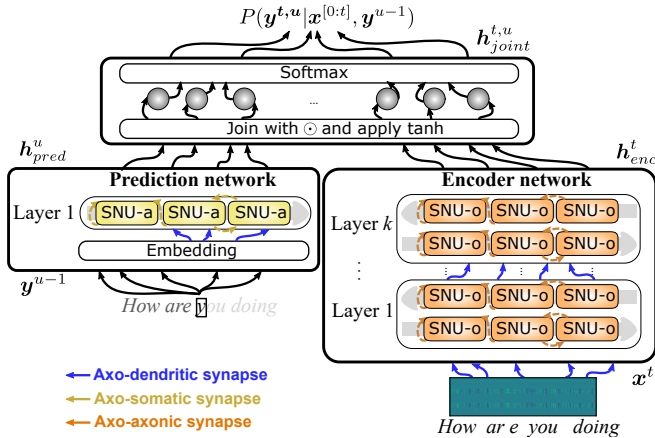 P(y^{t,u}|x^{[0:t]}, y^{u−1})
h^{t,u}_{joint}
Softmax
...
Join with ⊙ and apply tanh
h^u_{pred}
h^t_{enc}
Prediction network
Layer 1
SNU-a SNU-a SNU-a
Embedding
y^{u−1}
How are you doing
Encoder network
Layer k
SNU-o SNU-o SNU-o
SNU-o SNU-o SNU-o
⋮
Layer 1
SNU-o SNU-o SNU-o
SNU-o SNU-o SNU-o
x^t
How are you doing
Axo-dendritic synapse
Axo-somatic synapse
Axo-axonic synapse